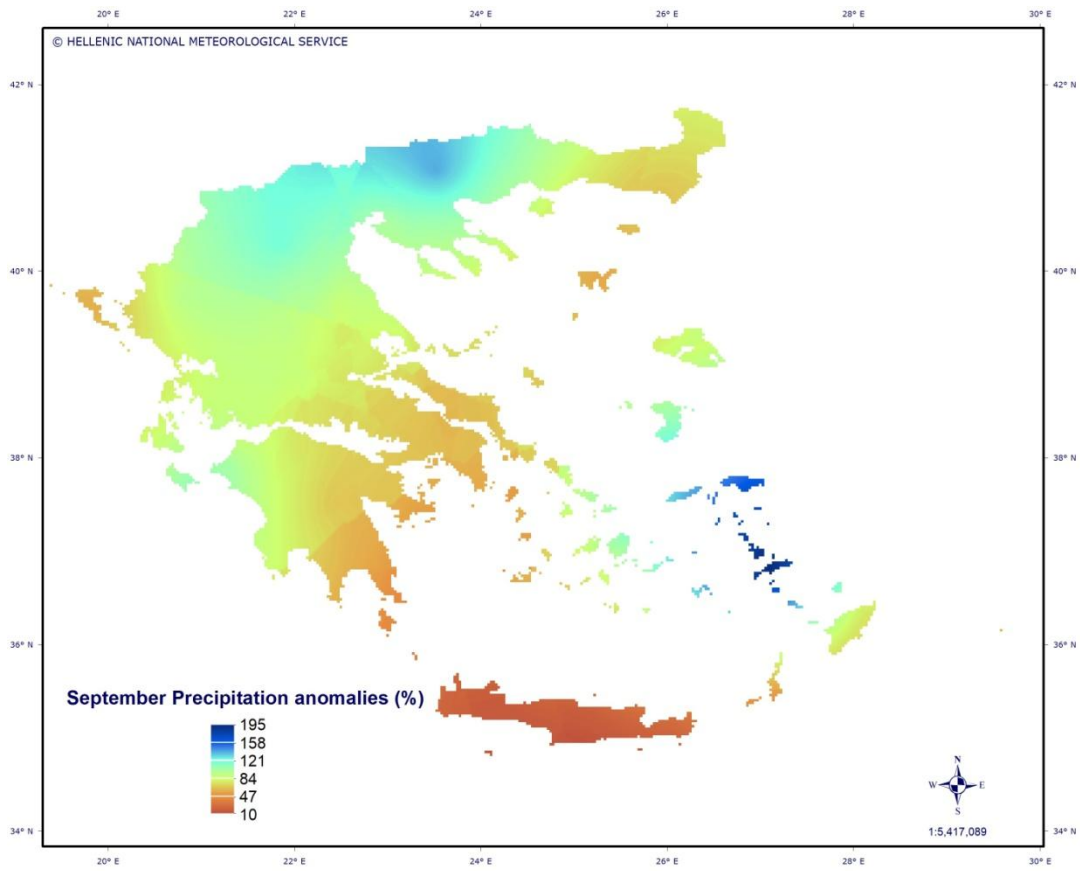 20° E 22° E 24° E 26° E 28° E 30° E
© HELLENIC NATIONAL METEOROLOGICAL SERVICE
42° N 42° N
40° N 40° N
38° N 38° N
36° N 36° N
September Precipitation anomalies (%)
195
158
121
84
47
10
N
W E
S
34° N 1:5,417,089 34° N
20° E 22° E 24° E 26° E 28° E 30° E